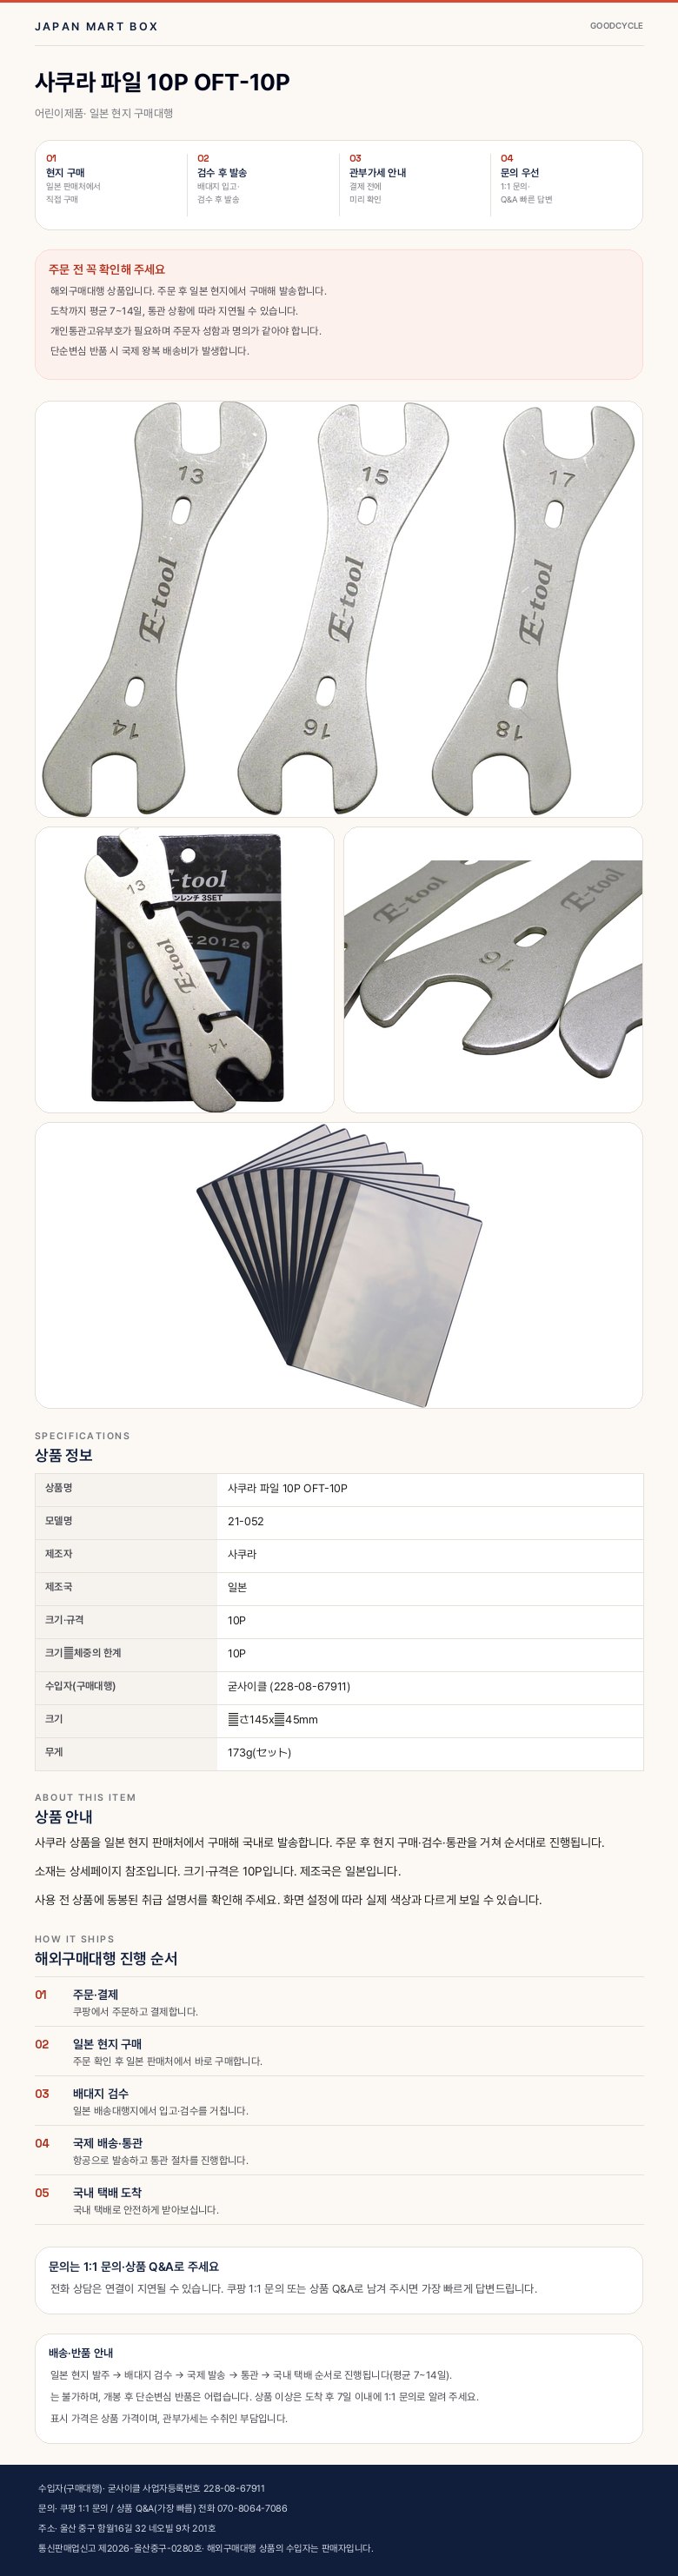 JAPAN MART BOX
GOODCYCLE
사쿠라 파일 10P OFT-10P
어린이제품· 일본 현지 구매대행
01
현지 구매
일본 판매처에서
직접 구매
02
검수 후 발송
배대지 입고·
검수 후 발송
03
관부가세 안내
결제 전에
미리 확인
04
문의 우선
1:1 문의·
Q&A 빠른 답변
주문 전 꼭 확인해 주세요
해외구매대행 상품입니다. 주문 후 일본 현지에서 구매해 발송합니다.
도착까지 평균 7~14일, 통관 상황에 따라 지연될 수 있습니다.
개인통관고유부호가 필요하며 주문자 성함과 명의가 같아야 합니다.
단순변심 반품 시 국제 왕복 배송비가 발생합니다.
13 15 17
E-tool E-tool E-tool
14 16 18
E-tool
13
ンレンチ 3SET
E 2012
E-tool
14
TO
E-tool
E-tool
16
SPECIFICATIONS
상품 정보
상품명 사쿠라 파일 10P OFT-10P
모델명 21-052
제조자 사쿠라
제조국 일본
크기·규격 10P
크기 체중의 한계 10P
수입자(구매대행) 굳사이클 (228-08-67911)
크기 さ145x 45mm
무게 173g(セット)
ABOUT THIS ITEM
상품 안내
사쿠라 상품을 일본 현지 판매처에서 구매해 국내로 발송합니다. 주문 후 현지 구매·검수·통관을 거쳐 순서대로 진행됩니다.
소재는 상세페이지 참조입니다. 크기·규격은 10P입니다. 제조국은 일본입니다.
사용 전 상품에 동봉된 취급 설명서를 확인해 주세요. 화면 설정에 따라 실제 색상과 다르게 보일 수 있습니다.
HOW IT SHIPS
해외구매대행 진행 순서
01 주문·결제
쿠팡에서 주문하고 결제합니다.
02 일본 현지 구매
주문 확인 후 일본 판매처에서 바로 구매합니다.
03 배대지 검수
일본 배송대행지에서 입고·검수를 거칩니다.
04 국제 배송·통관
항공으로 발송하고 통관 절차를 진행합니다.
05 국내 택배 도착
국내 택배로 안전하게 받아보십니다.
문의는 1:1 문의·상품 Q&A로 주세요
전화 상담은 연결이 지연될 수 있습니다. 쿠팡 1:1 문의 또는 상품 Q&A로 남겨 주시면 가장 빠르게 답변드립니다.
배송·반품 안내
일본 현지 발주 → 배대지 검수 → 국제 발송 → 통관 → 국내 택배 순서로 진행됩니다(평균 7~14일).
는 불가하며, 개봉 후 단순변심 반품은 어렵습니다. 상품 이상은 도착 후 7일 이내에 1:1 문의로 알려 주세요.
표시 가격은 상품 가격이며, 관부가세는 수취인 부담입니다.
수입자(구매대행)· 굳사이클 사업자등록번호 228-08-67911
문의· 쿠팡 1:1 문의 / 상품 Q&A(가장 빠름) 전화 070-8064-7086
주소· 울산 중구 함월16길 32 네오빌 9차 201호
통신판매업신고 제2026-울산중구-0280호· 해외구매대행 상품의 수입자는 판매자입니다.